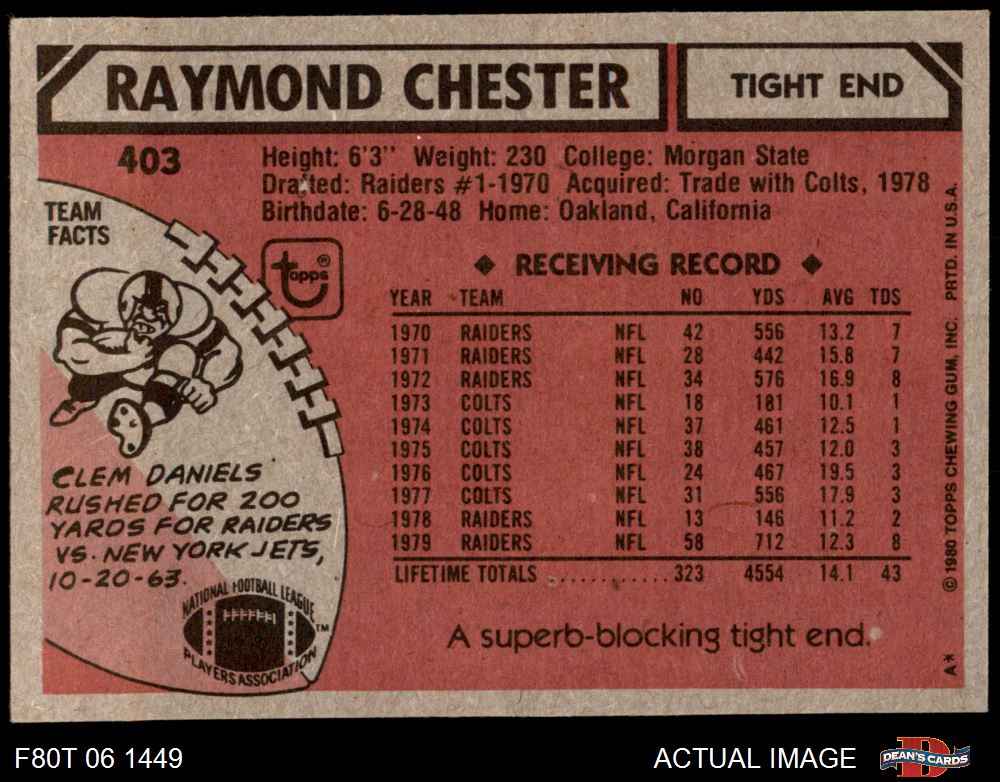 RAYMOND CHESTER
TIGHT END
403
Height: 6'3" Weight: 230 College: Morgan State
Drafted: Raiders #1-1970 Acquired: Trade with Colts, 1978
Birthdate: 6-28-48 Home: Oakland, California
TEAM
FACTS
topps®
◆ RECEIVING RECORD ◆
YEAR TEAM NO YDS AVG TDS
1970 RAIDERS NFL 42 556 13.2 7
1971 RAIDERS NFL 28 442 15.8 7
1972 RAIDERS NFL 34 576 16.9 8
1973 COLTS NFL 18 181 10.1 1
1974 COLTS NFL 37 461 12.5 1
1975 COLTS NFL 38 457 12.0 3
1976 COLTS NFL 24 467 19.5 3
1977 COLTS NFL 31 556 17.9 3
1978 RAIDERS NFL 13 146 11.2 2
1979 RAIDERS NFL 58 712 12.3 8
LIFETIME TOTALS ........... 323 4554 14.1 43
CLEM DANIELS
RUSHED FOR 200
YARDS FOR RAIDERS
VS. NEW YORK JETS,
10-20-63.
NATIONAL FOOTBALL LEAGUE
PLAYERS ASSOCIATION
TM
A superb-blocking tight end.
© 1980 TOPPS CHEWING GUM, INC. PRTD. IN U.S.A.
A*
F80T 06 1449
ACTUAL IMAGE
D
DEAN'S CARDS